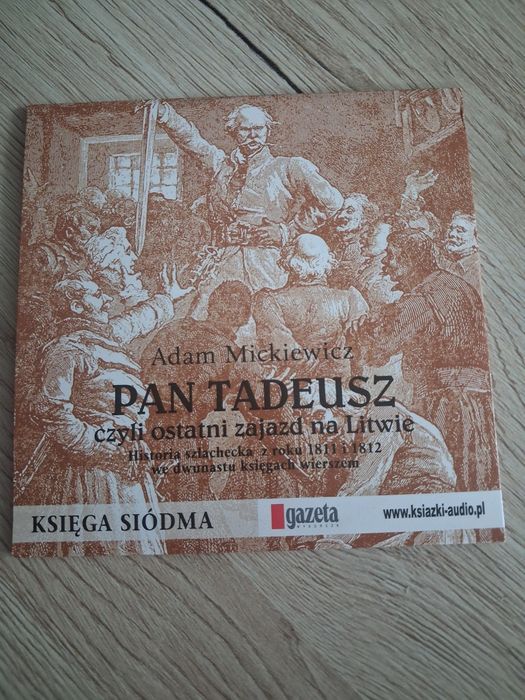 Adam Mickiewicz
PAN TADEUSZ
czyli ostatni zajazd na Litwie
Historia szlachecka z roku 1811 i 1812
we dwunastu księgach wierszem
KSIĘGA SIÓDMA
gazeta
www.ksiazki-audio.pl